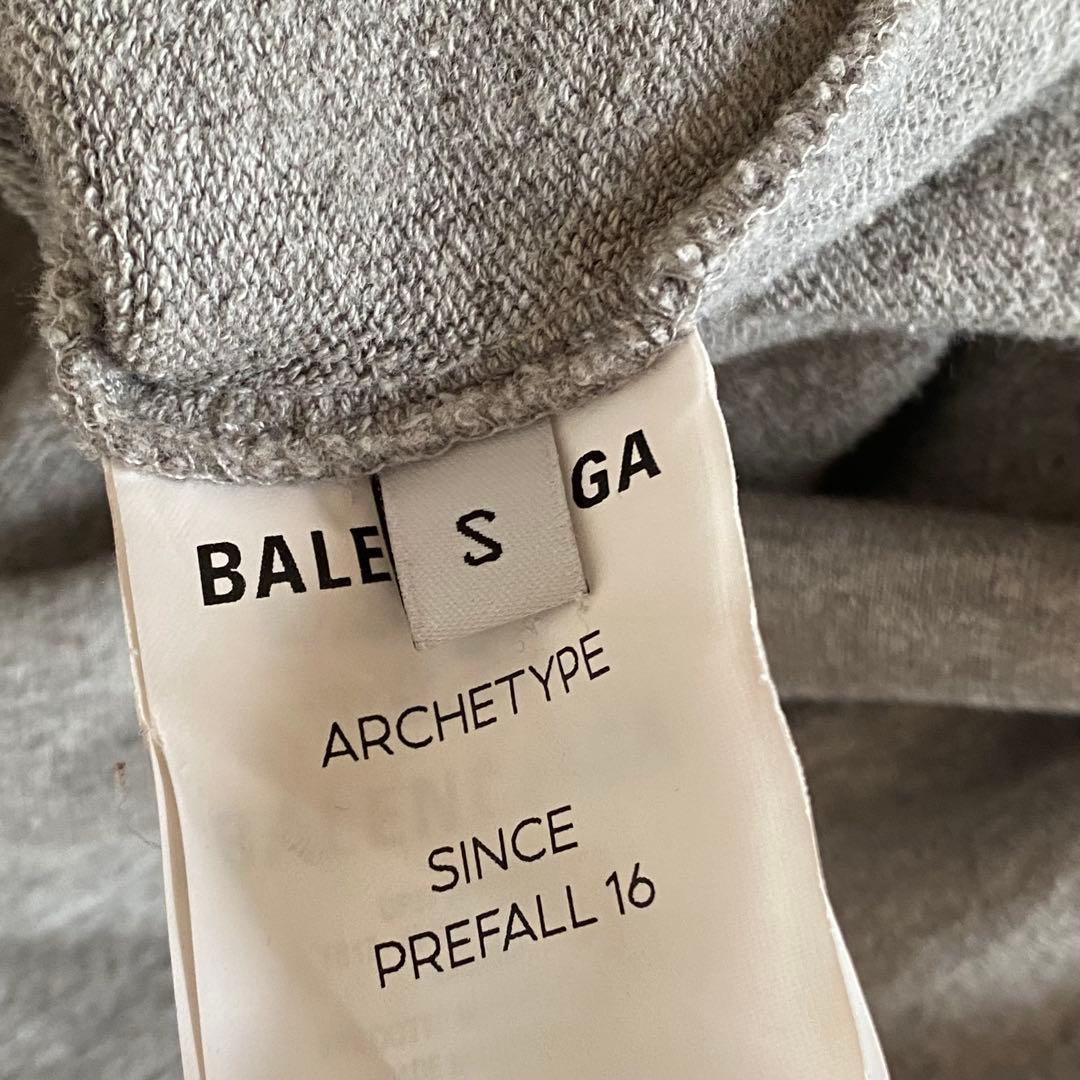 BALE GA
S
ARCHETYPE
SINCE
PREFALL 16